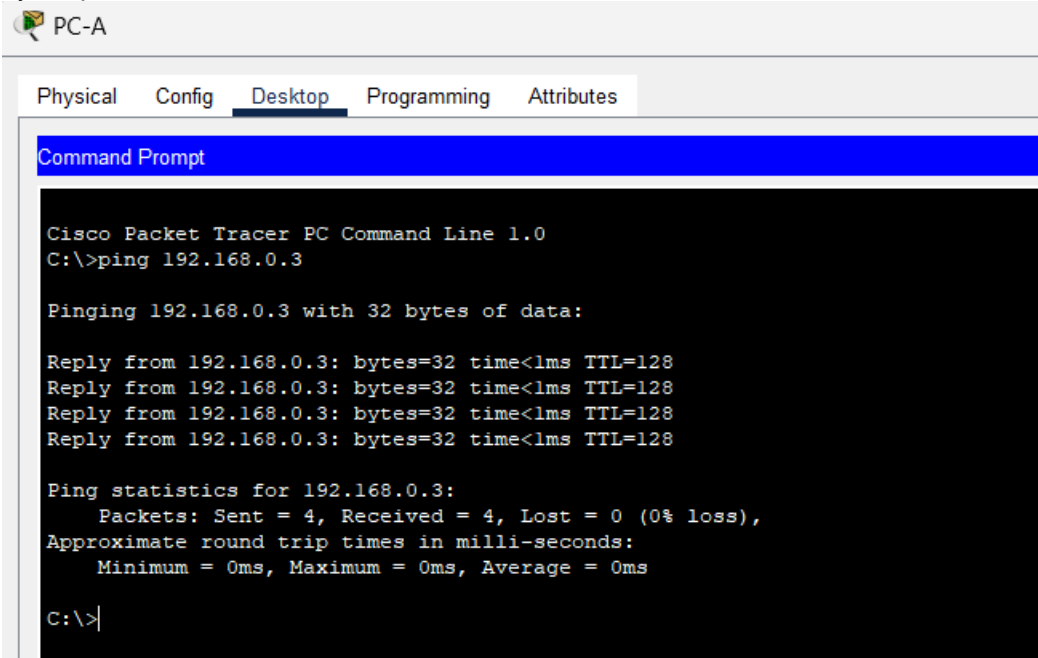 PC-A
Physical Config Desktop Programming Attributes
Command Prompt
Cisco Packet Tracer PC Command Line 1.0
C:\>ping 192.168.0.3
Pinging 192.168.0.3 with 32 bytes of data:
Reply from 192.168.0.3: bytes=32 time<1ms TTL=128
Reply from 192.168.0.3: bytes=32 time<1ms TTL=128
Reply from 192.168.0.3: bytes=32 time<1ms TTL=128
Reply from 192.168.0.3: bytes=32 time<1ms TTL=128
Ping statistics for 192.168.0.3:
Packets: Sent = 4, Received = 4, Lost = 0 (0% loss),
Approximate round trip times in milli-seconds:
Minimum = 0ms, Maximum = 0ms, Average = 0ms
C:\>